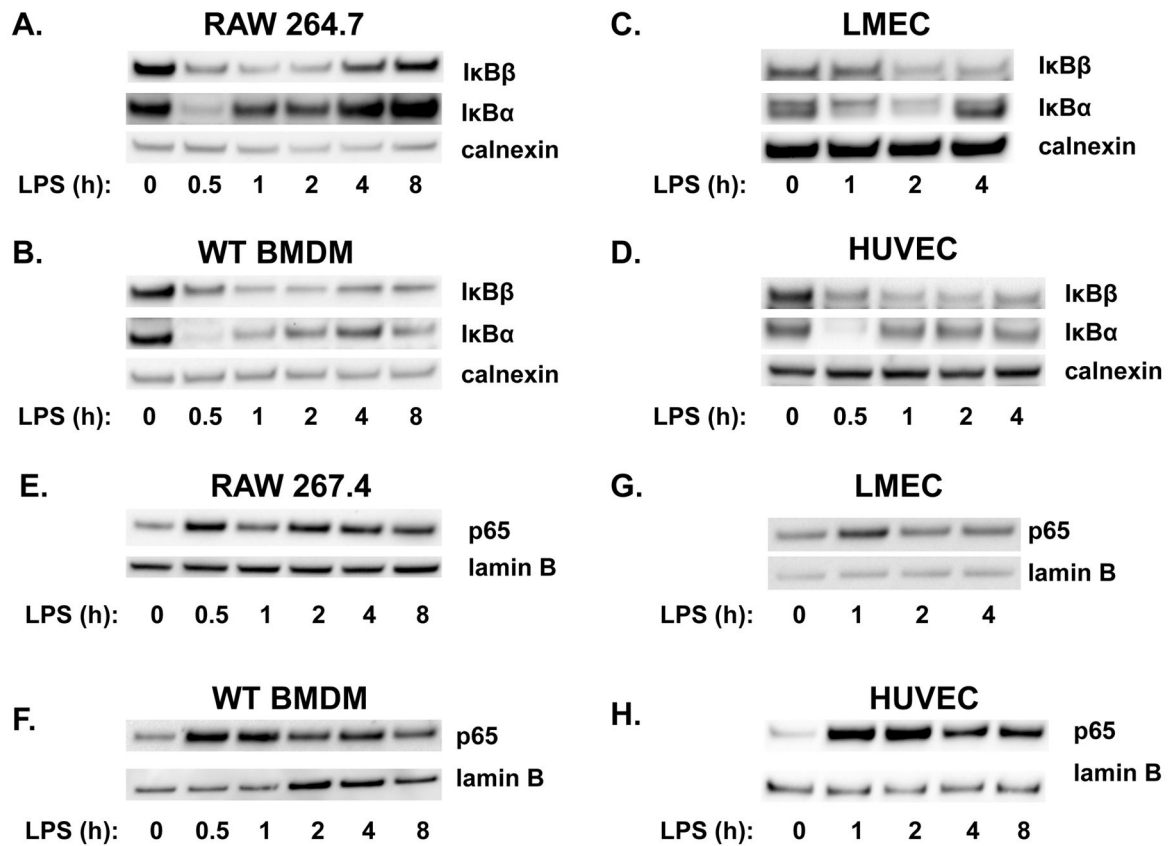 A. RAW 264.7
IκBβ
IκBα
calnexin
LPS (h): 0 0.5 1 2 4 8
B. WT BMDM
IκBβ
IκBα
calnexin
LPS (h): 0 0.5 1 2 4 8
C. LMEC
IκBβ
IκBα
calnexin
LPS (h): 0 1 2 4
D. HUVEC
IκBβ
IκBα
calnexin
LPS (h): 0 0.5 1 2 4
E. RAW 267.4
p65
lamin B
LPS (h): 0 0.5 1 2 4 8
F. WT BMDM
p65
lamin B
LPS (h): 0 0.5 1 2 4 8
G. LMEC
p65
lamin B
LPS (h): 0 1 2 4
H. HUVEC
p65
lamin B
LPS (h): 0 1 2 4 8